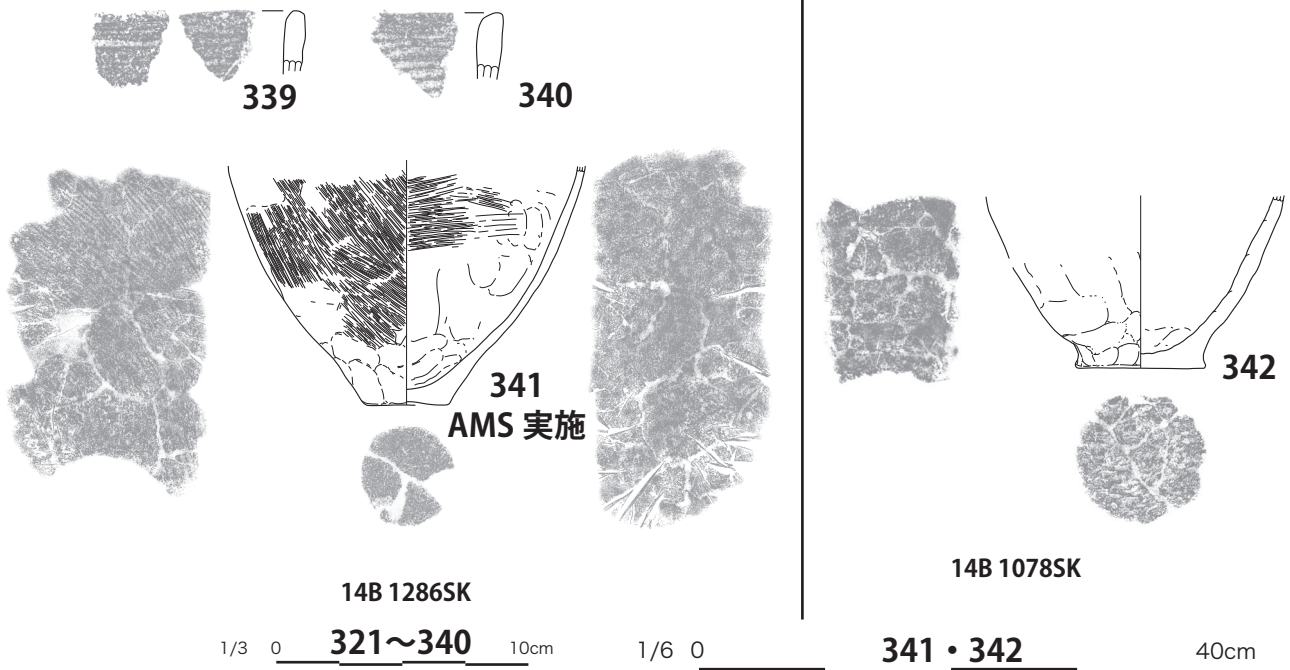 339
340
341
AMS 実施
342
14B 1286SK
14B 1078SK
1/3 0 321～340 10cm
1/6 0 341・342 40cm